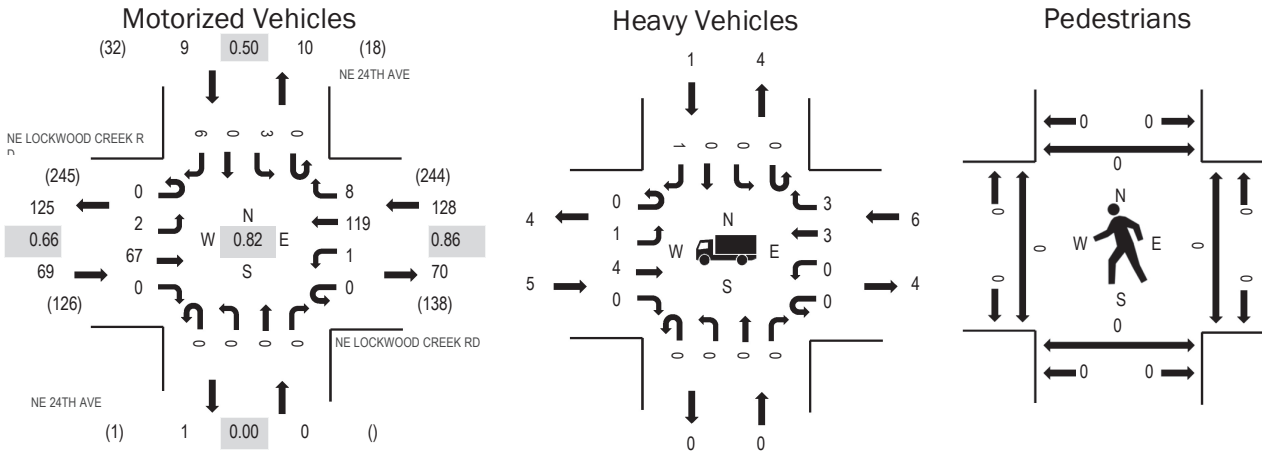 Motorized Vehicles
(32) 9 0.50 10 (18)
NE 24TH AVE
NE LOCKWOOD CREEK R
D
6 0 3 0
(245) 0 8 (244)
125 2 N 119 128
0.66 W 0.82 E 0.86
69 67 S 1 70
(126) 0 0 (138)
0 0 0 0
NE LOCKWOOD CREEK RD
NE 24TH AVE
(1) 1 0.00 0 ()
Heavy Vehicles
1 4
1 0 0 0
0 3
4 1 N 3 6
W E
5 4 S 0 4
0 0
0 0 0 0
0 0
Pedestrians
0 0
0
N
0 0 0 0
W E
0 0
S
0
0 0